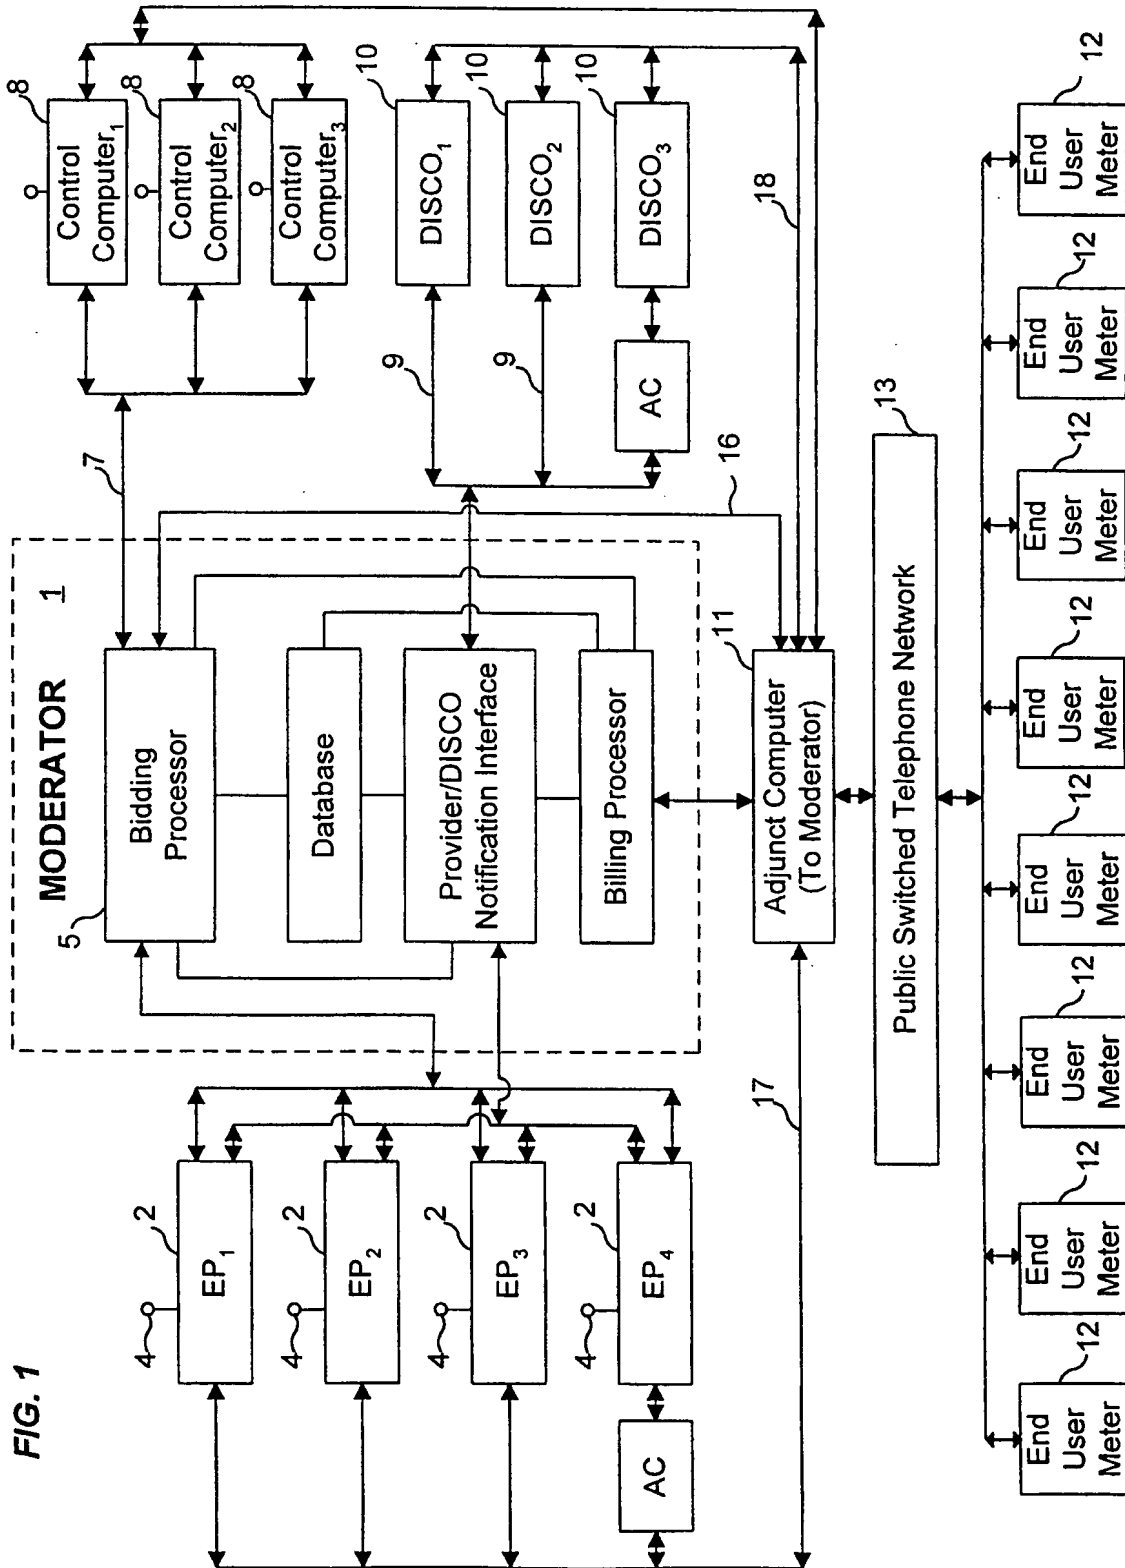 FIG. 1
MODERATOR
1
5
Bidding
Processor
Database
Provider/DISCO
Notification Interface
Billing Processor
4
2
EP₁
4
2
EP₂
4
2
EP₃
4
2
EP₄
AC
7
8
Control
Computer₁
8
Control
Computer₂
8
Control
Computer₃
9
10
DISCO₁
9
10
DISCO₂
10
DISCO₃
AC
16
17
18
11
Adjunct Computer
(To Moderator)
13
Public Switched Telephone Network
12
End
User
Meter
12
End
User
Meter
12
End
User
Meter
12
End
User
Meter
12
End
User
Meter
12
End
User
Meter
12
End
User
Meter
12
End
User
Meter